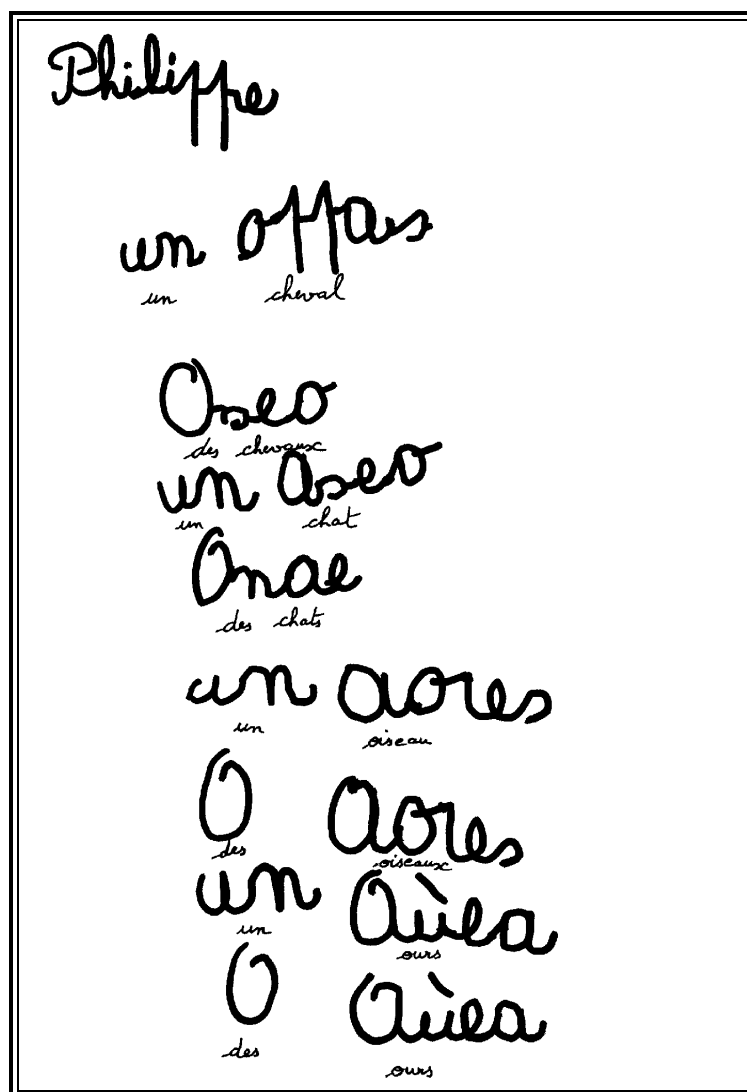 Philippe
un offas
un cheval
Oseo
des chevaux
un aseo
un chat
Onae
des chats
un aores
un oiseau
O aores
des oiseaux
un Aùea
un ours
O Aùea
des ours